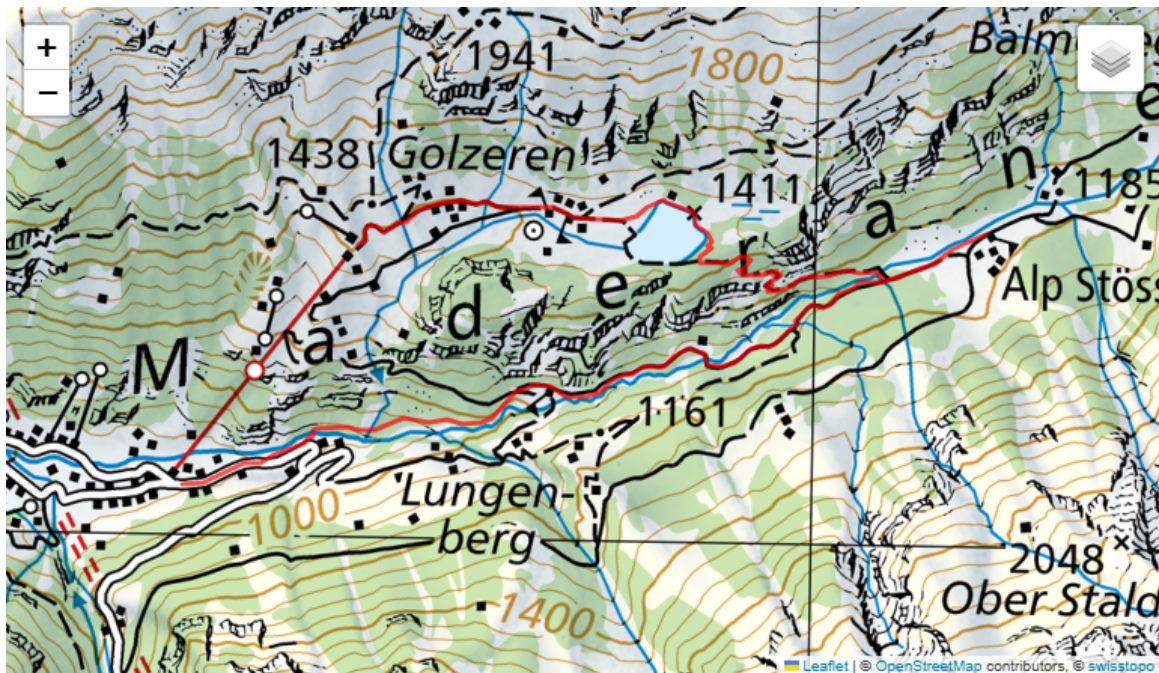 +
−
1941
1800
Balm
1438
Golzeren
1411
1185
M a d e r a n e
Alp Stöss
1161
Lungen-
berg
1000
1400
2048
Ober Stald
Leaflet | © OpenStreetMap contributors, © swisstopo